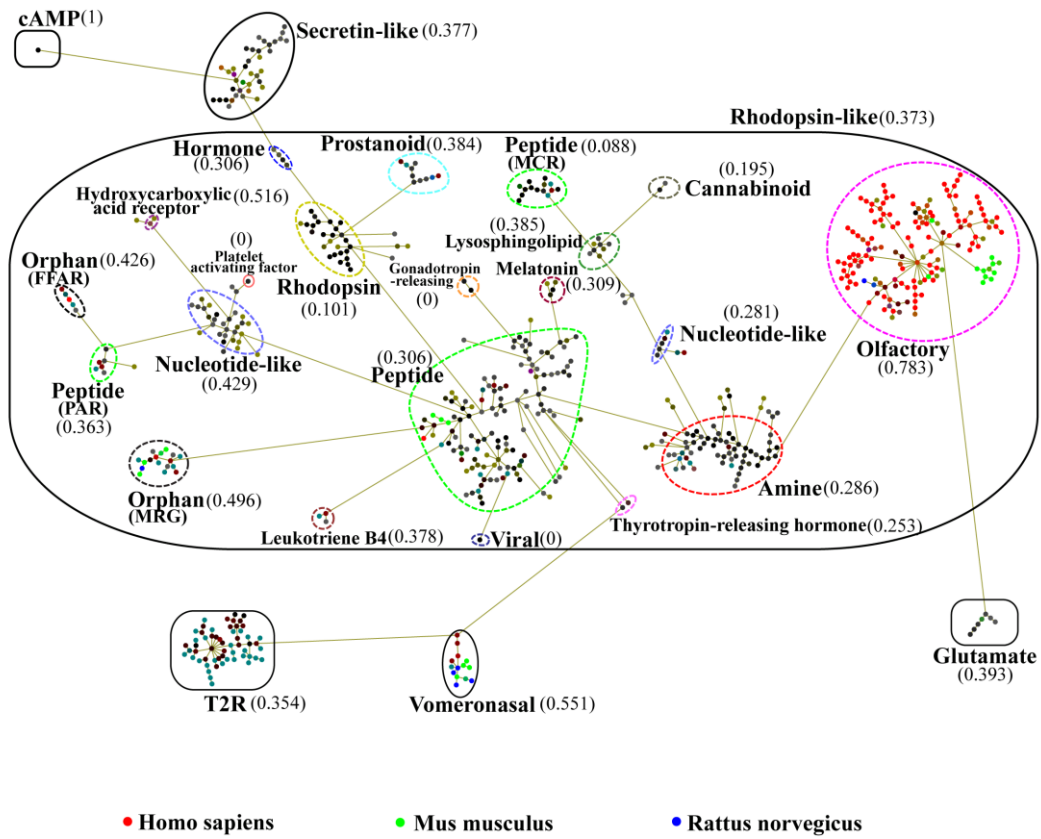 cAMP(1)
Secretin-like (0.377)
Rhodopsin-like(0.373)
Hormone
(0.306)
Prostanoid(0.384)
Peptide (0.088)
(MCR)
(0.195)
Cannabinoid
Hydroxycarboxylic (0.516)
acid receptor
(0.385)
Lysosphingolipid
Orphan(0.426)
(FFAR)
(0)
Platelet
activating factor
Gonadotropin
-releasing
(0)
Melatonin
(0.309)
Rhodopsin
(0.101)
(0.281)
Nucleotide-like
Olfactory
(0.783)
Nucleotide-like
(0.429)
(0.306)
Peptide
Peptide
(PAR)
(0.363)
Orphan(0.496)
(MRG)
Amine(0.286)
Leukotriene B4(0.378)
Viral(0)
Thyrotropin-releasing hormone(0.253)
Glutamate
(0.393)
T2R (0.354)
Vomeronasal (0.551)
Homo sapiens
Mus musculus
Rattus norvegicus